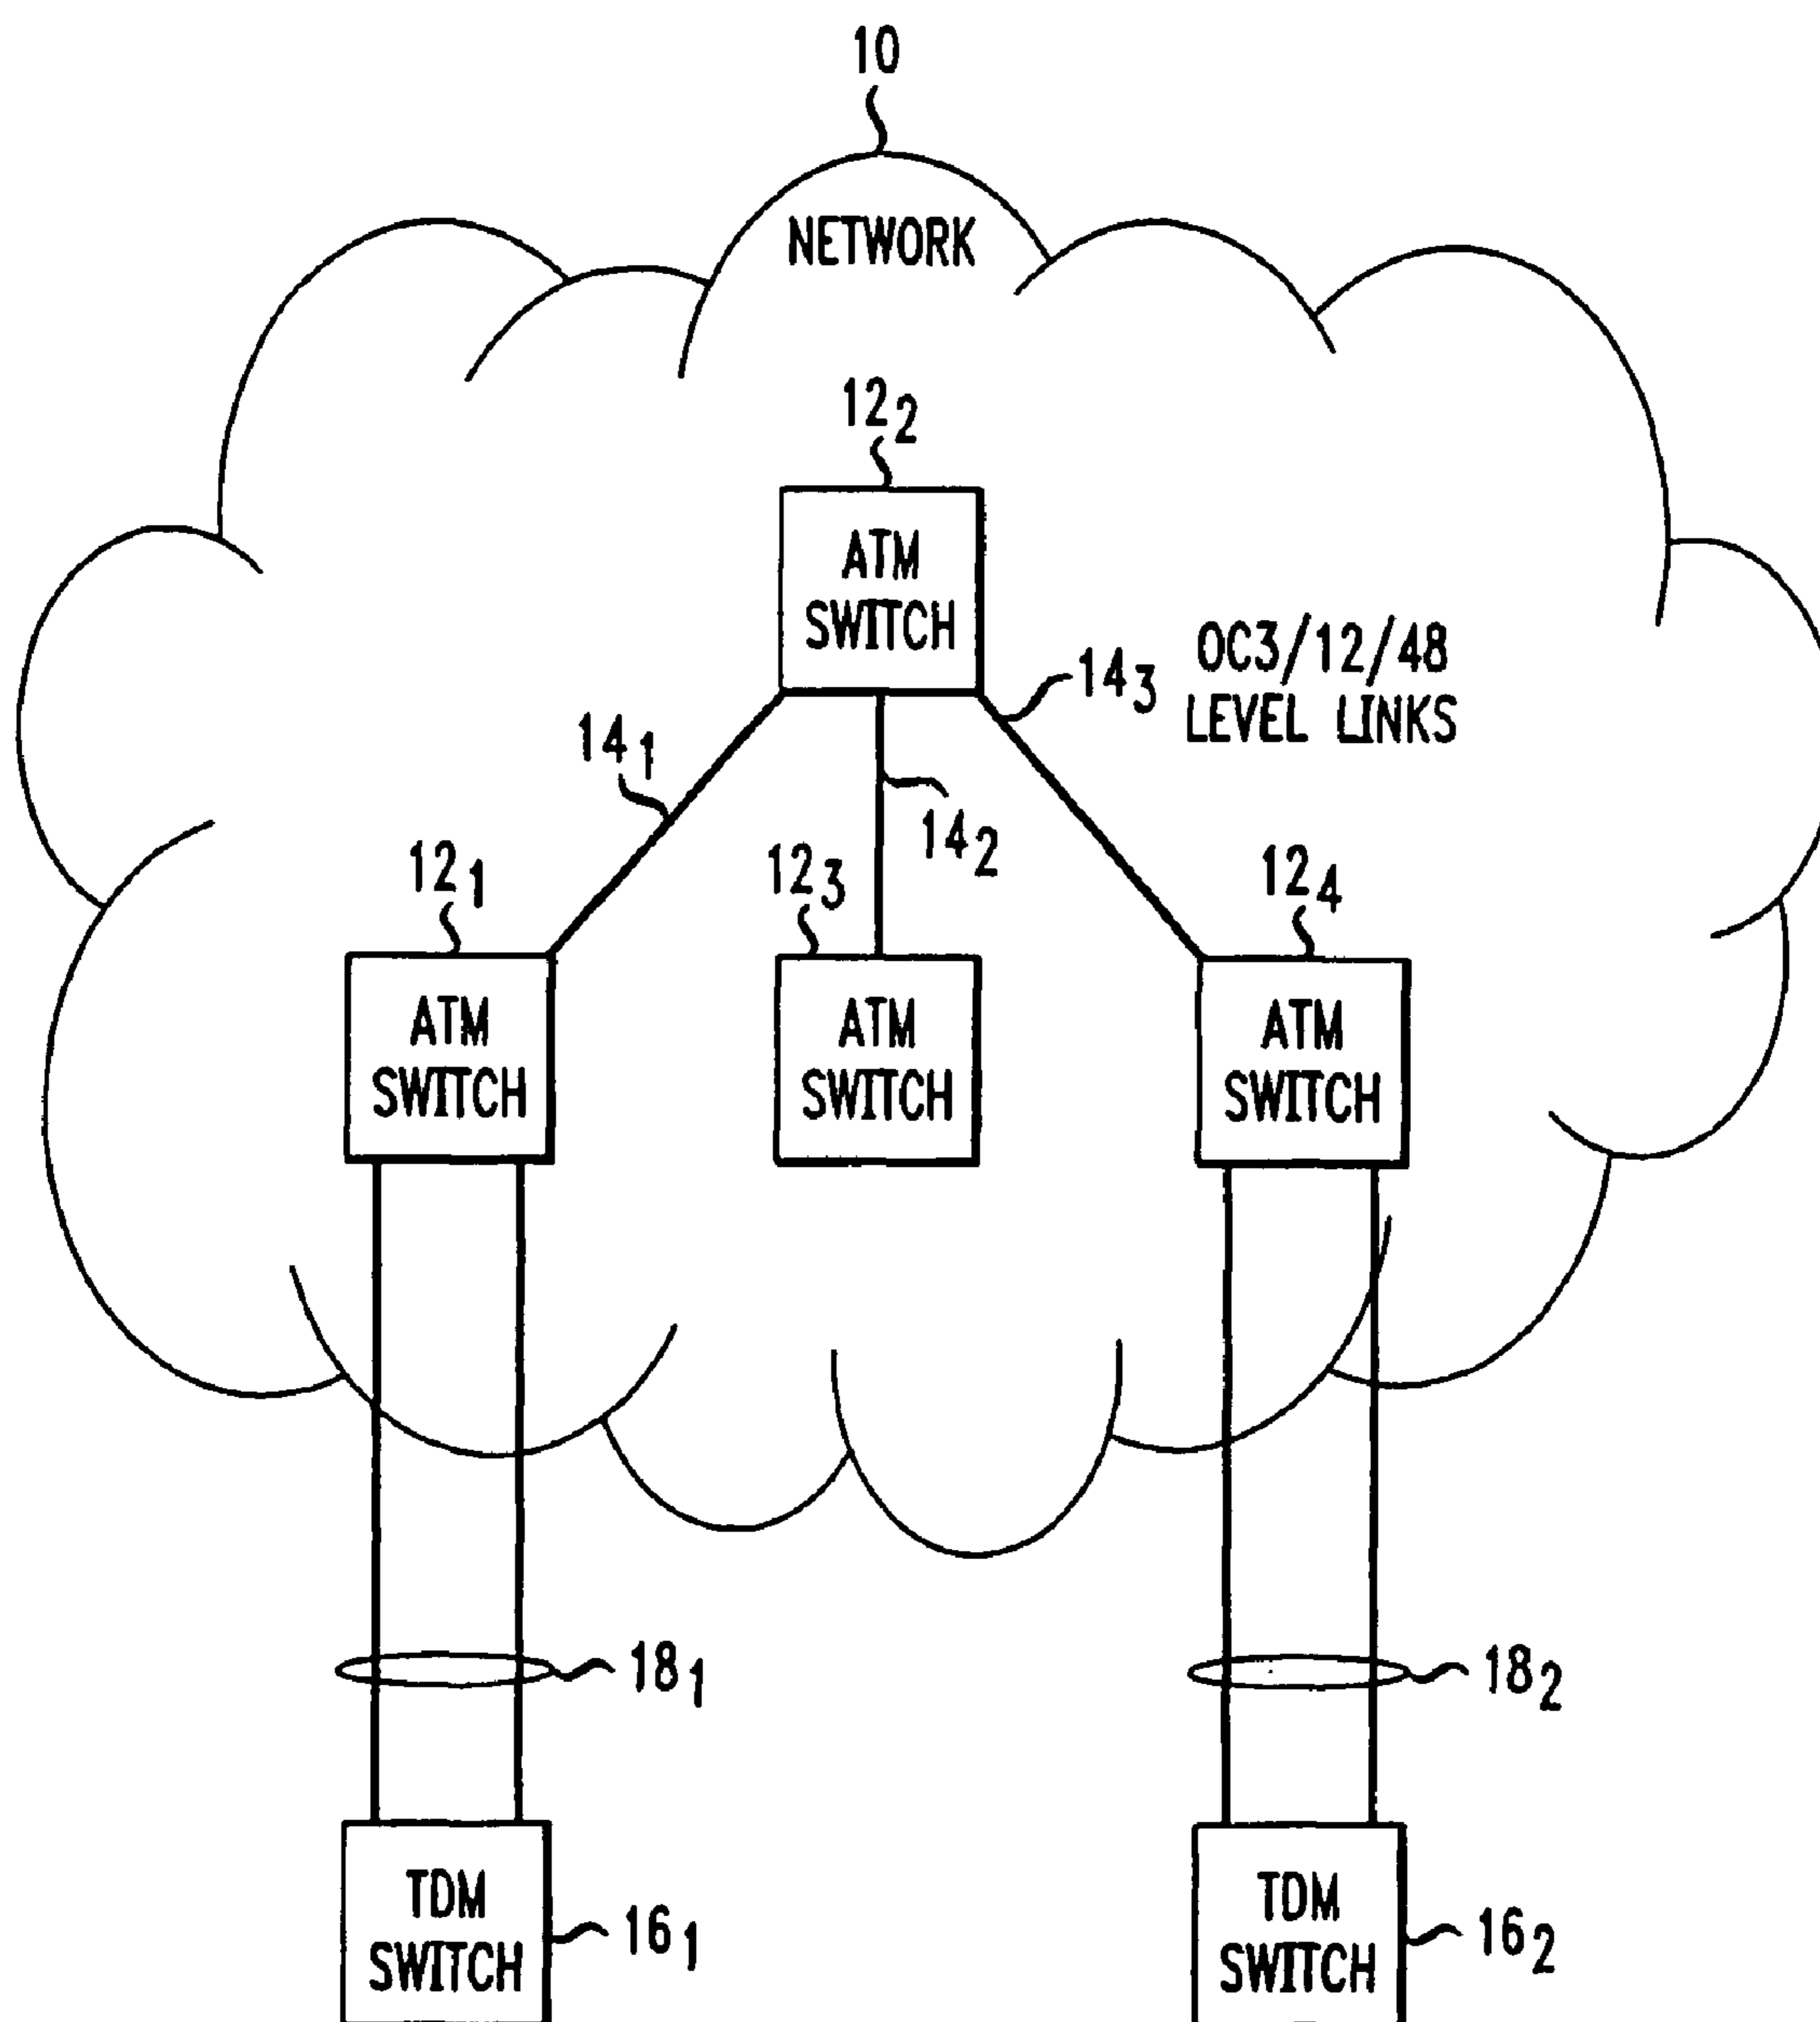 10
NETWORK
12₂
ATM
SWITCH
OC3/12/48
LEVEL LINKS
14₃
14₁
14₂
12₁
12₃
12₄
ATM
SWITCH
ATM
SWITCH
ATM
SWITCH
18₁
18₂
TDM
SWITCH
16₁
TDM
SWITCH
16₂